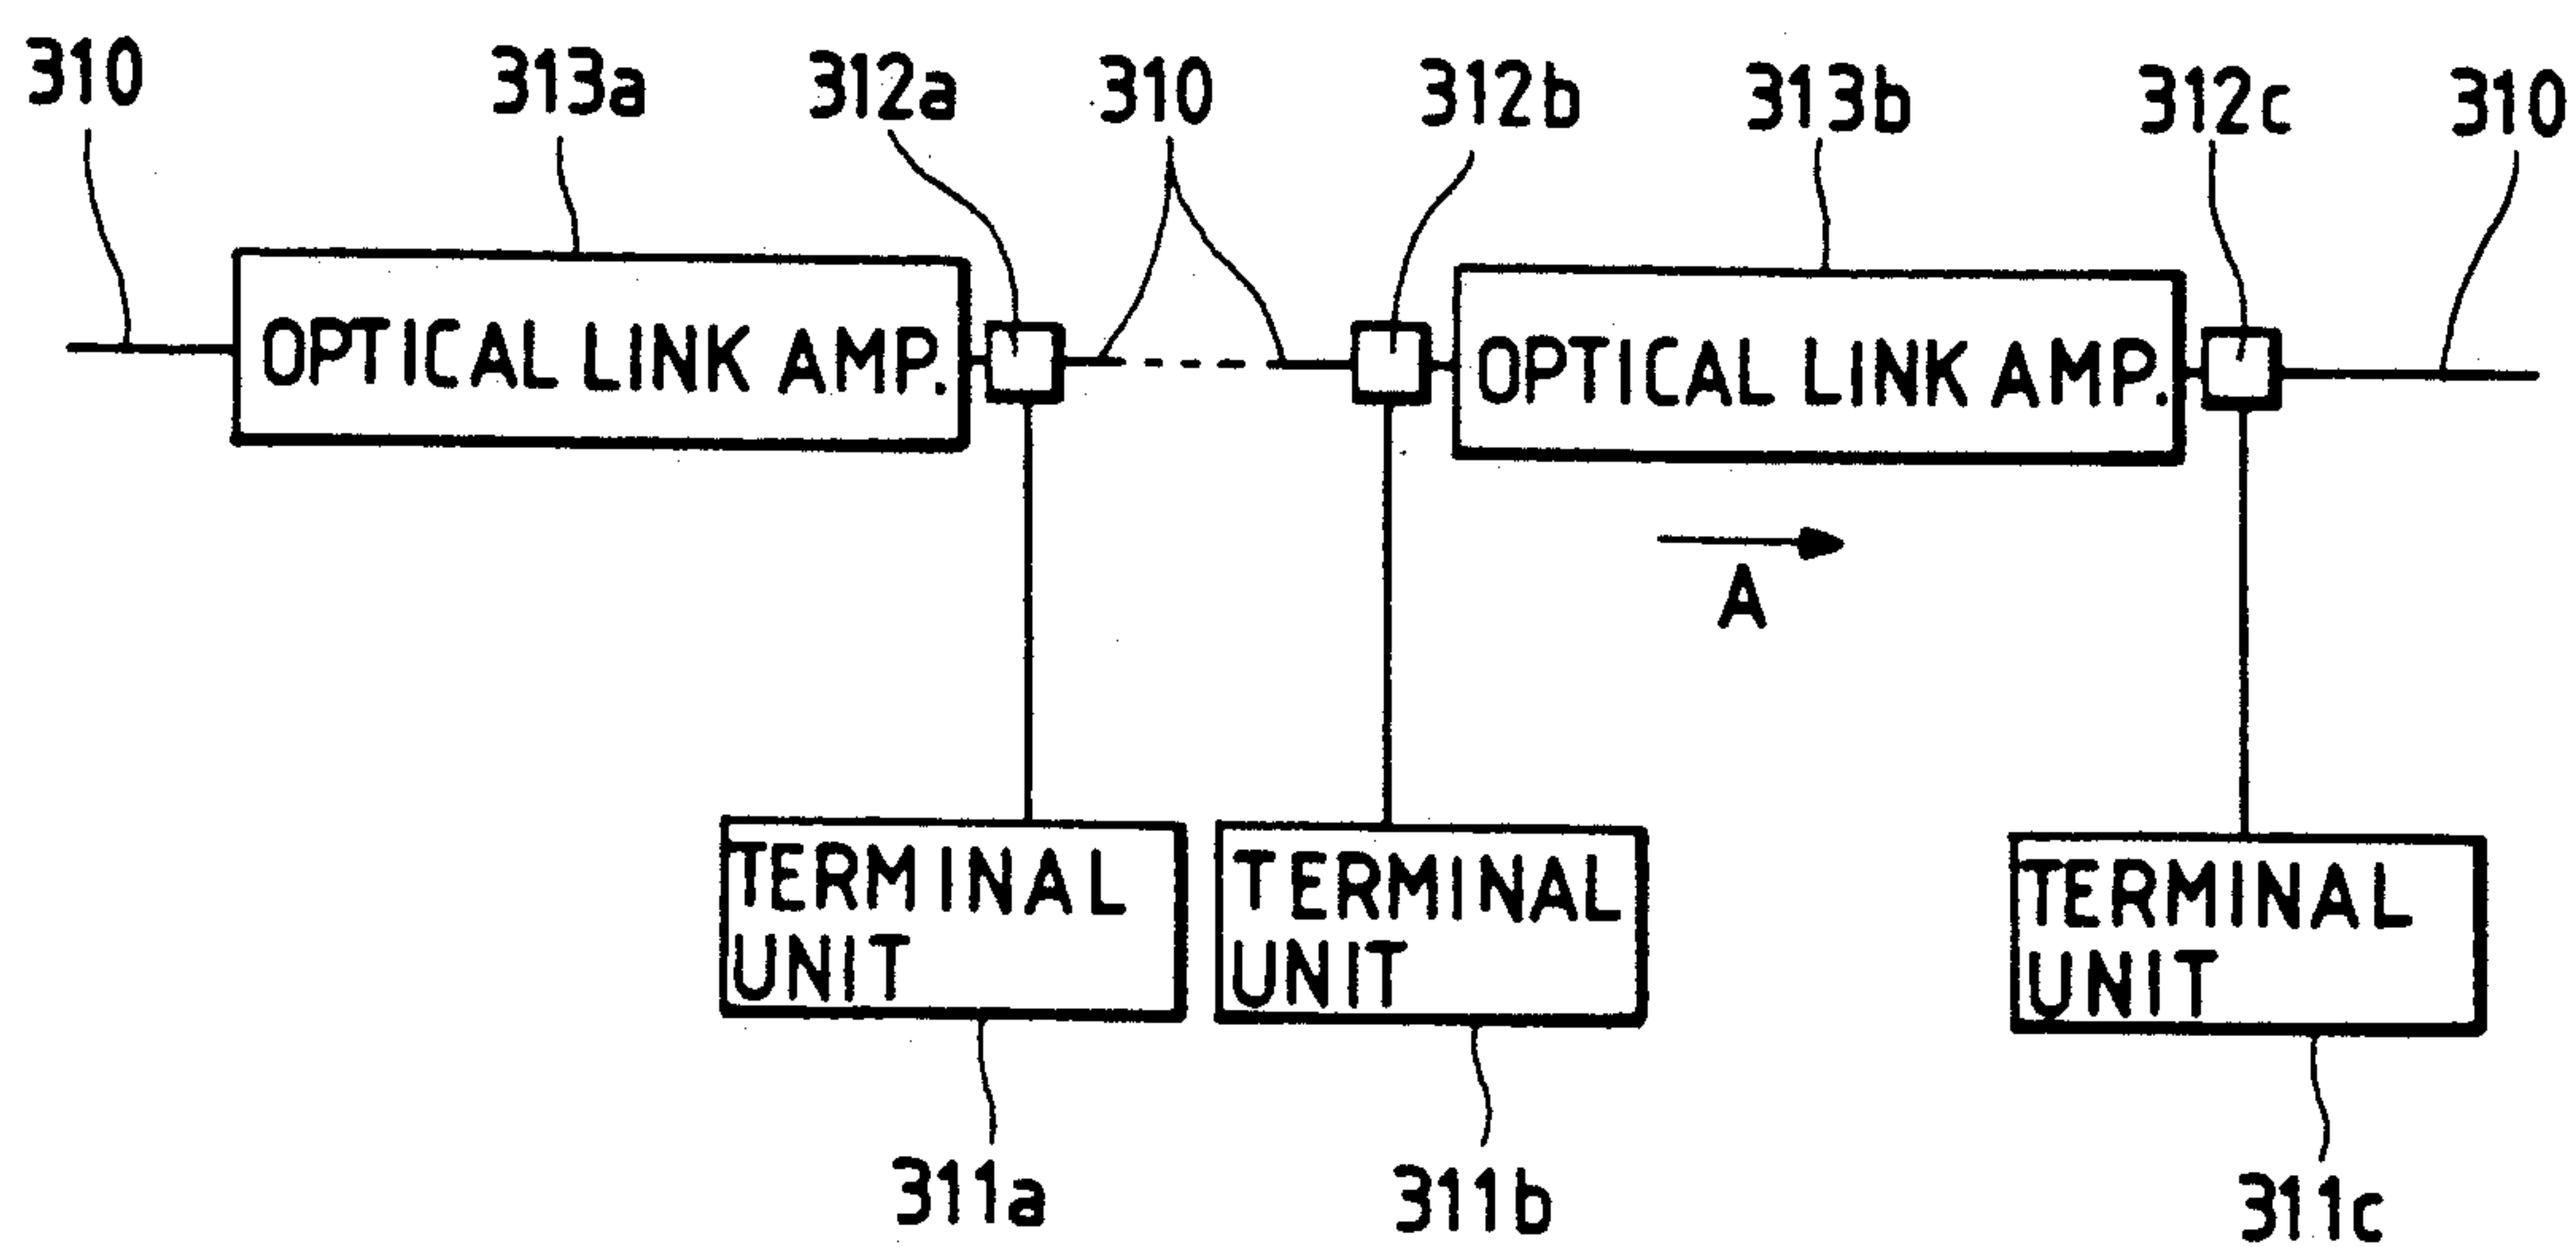 310 313a 312a 310 312b 313b 312c 310
OPTICAL LINK AMP. OPTICAL LINK AMP.
A
TERMINAL
UNIT
TERMINAL
UNIT
TERMINAL
UNIT
311a 311b 311c